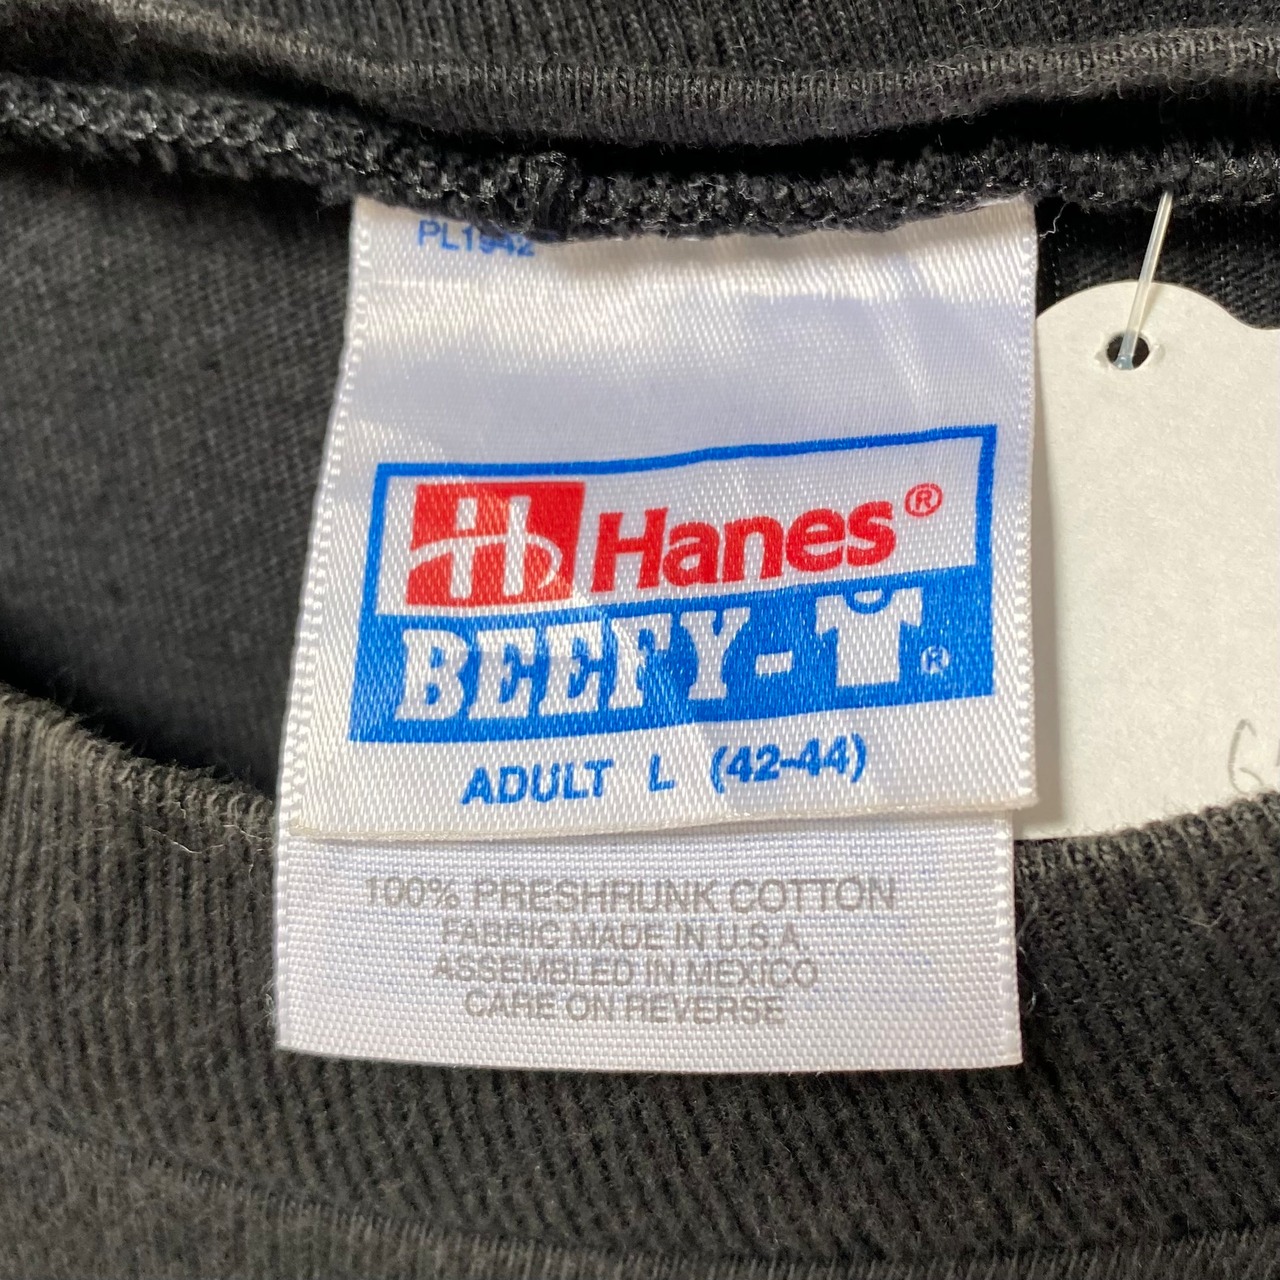 PL1942
Hanes®
BEEFY-T®
ADULT L (42-44)
100% PRESHRUNK COTTON
FABRIC MADE IN U.S.A.
ASSEMBLED IN MEXICO
CARE ON REVERSE